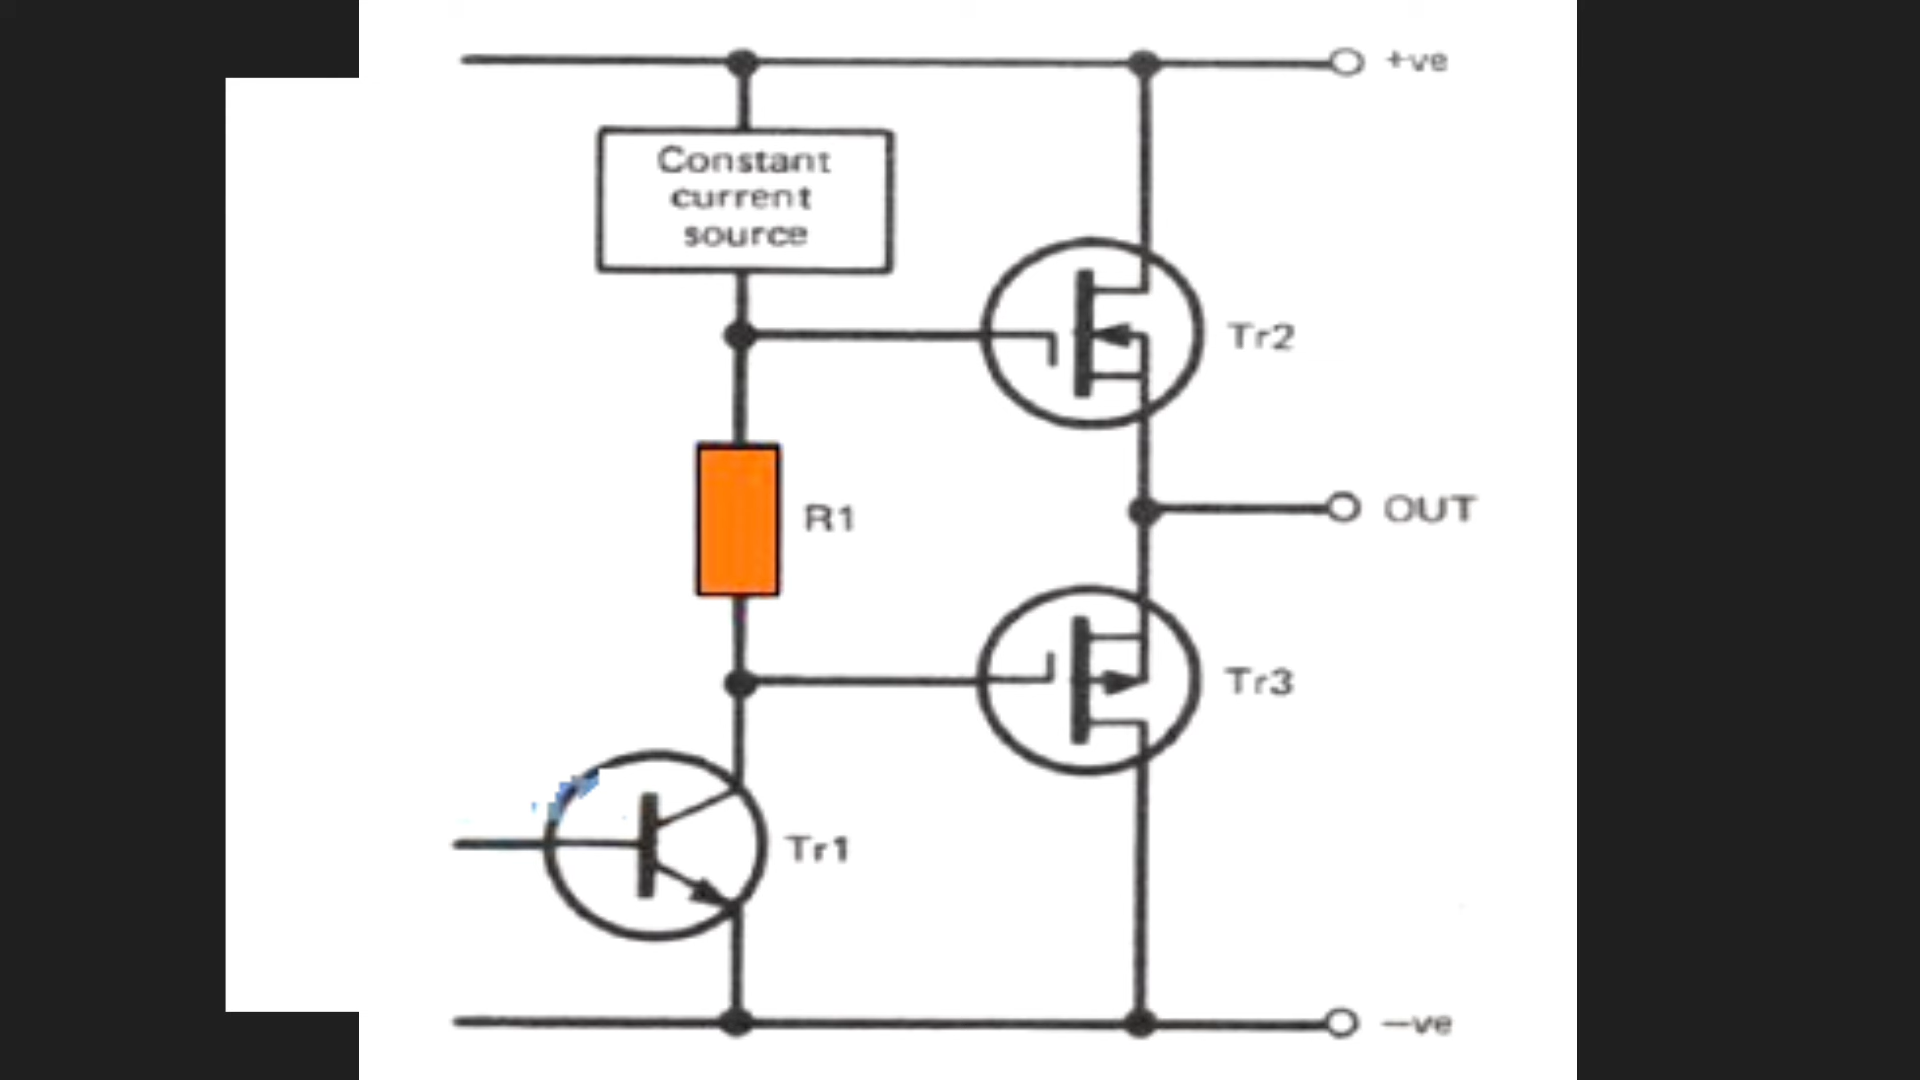 +ve
Constant
current
source
Tr2
R1
OUT
Tr3
Tr1
—ve